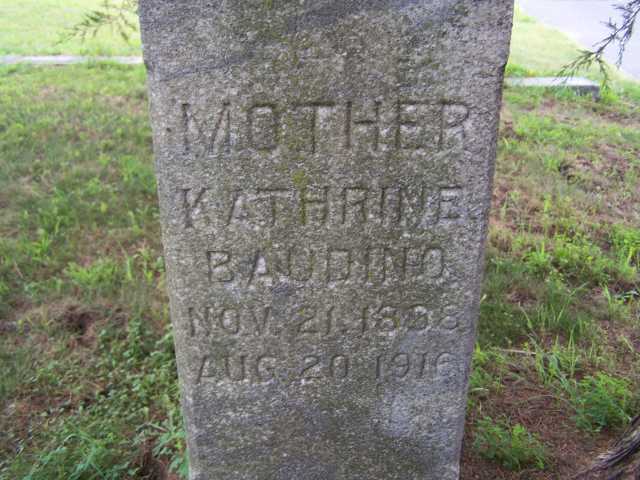 MOTHER
KATHRINE
BAUDINO
NOV. 21.
AUG. 20 1916